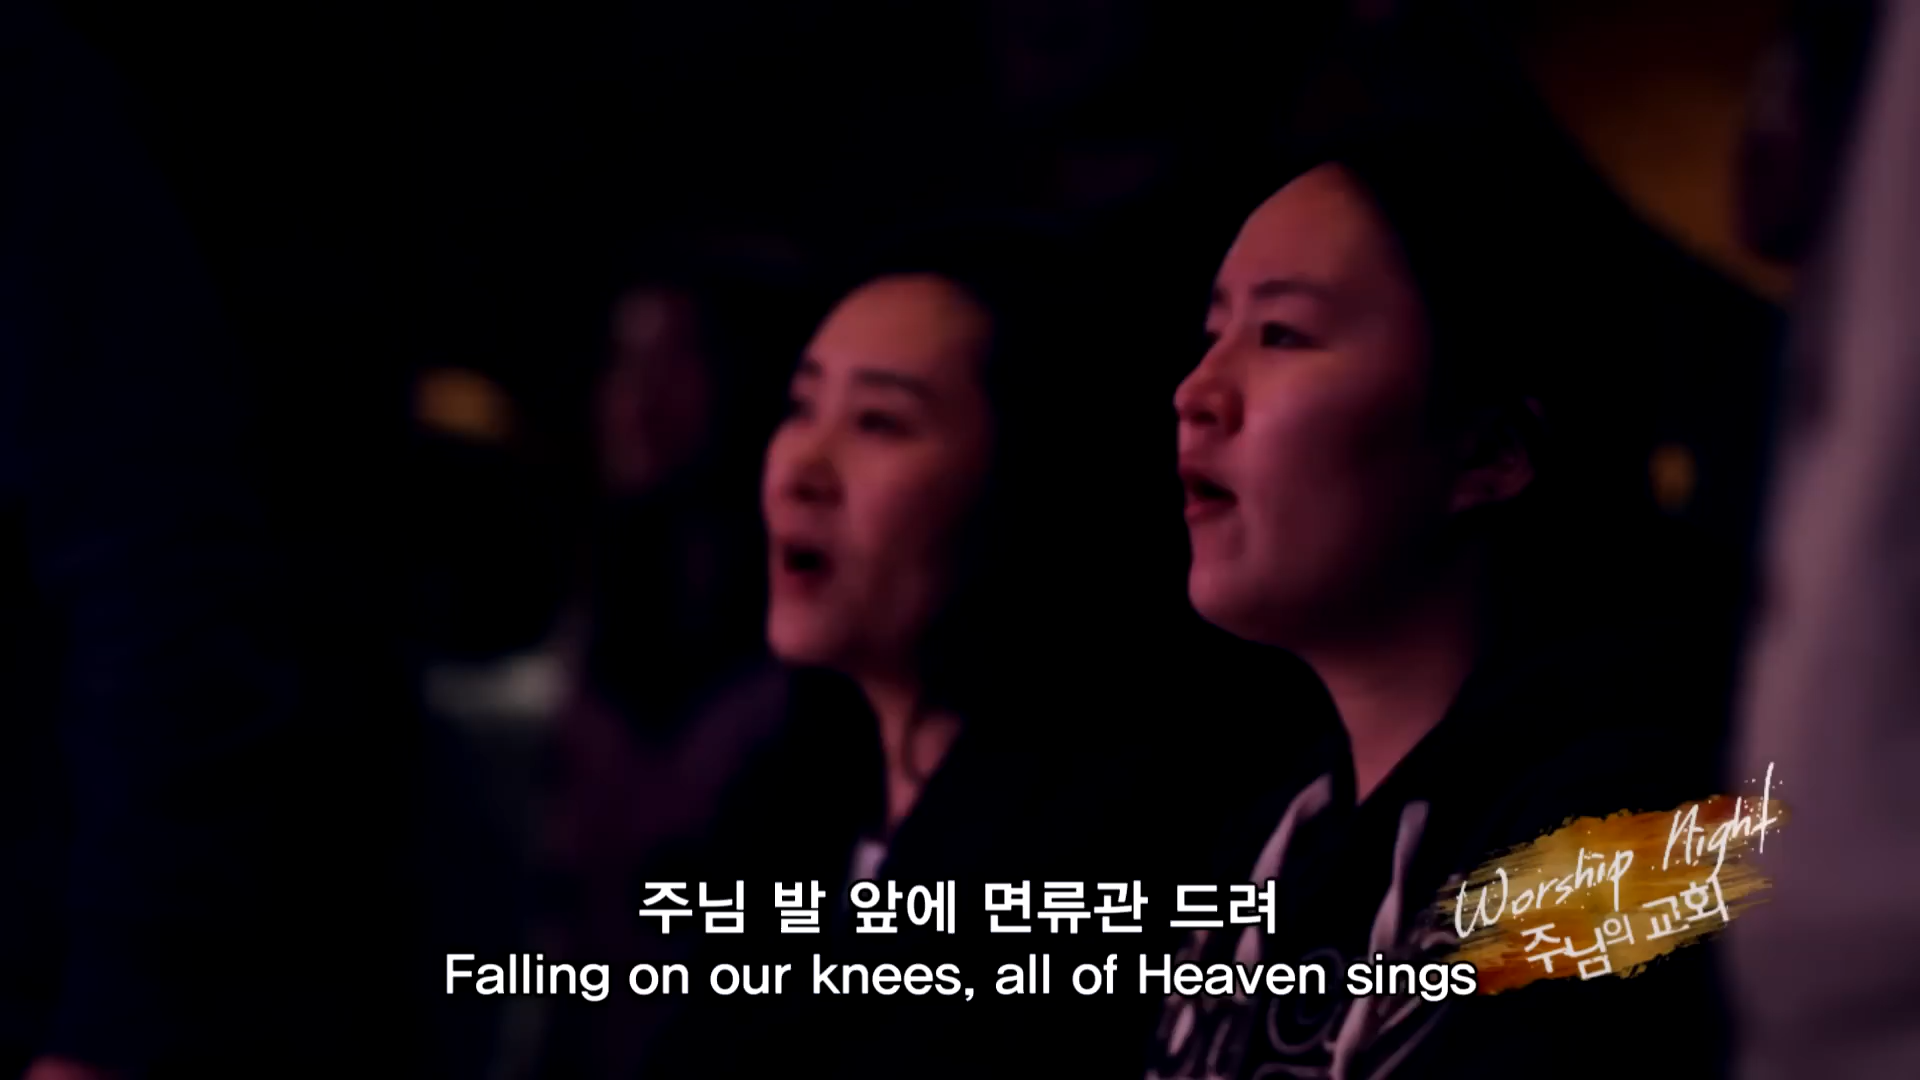 Worship Night
주님의 교회
주님 발 앞에 면류관 드려
Falling on our knees, all of Heaven sings